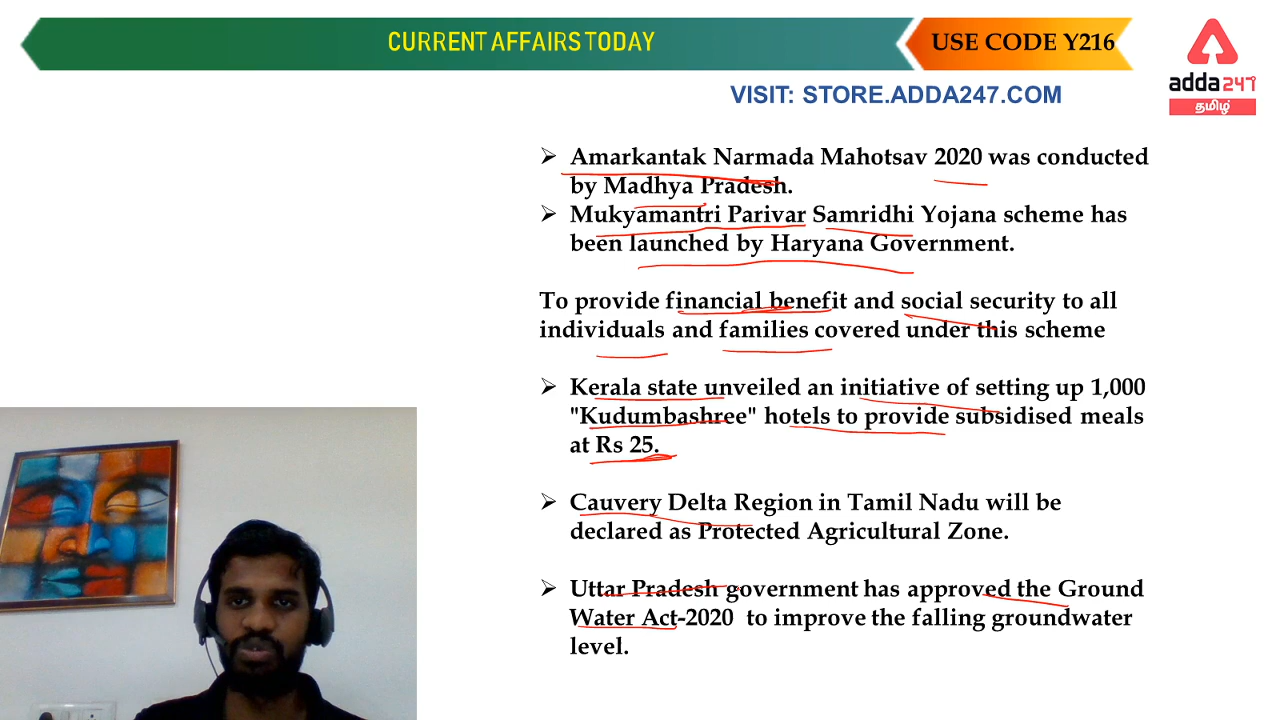 CURRENT AFFAIRS TODAY
USE CODE Y216
adda247
தமிழ்
VISIT: STORE.ADDA247.COM
➢ Amarkantak Narmada Mahotsav 2020 was conducted
by Madhya Pradesh.
➢ Mukyamantri Parivar Samridhi Yojana scheme has
been launched by Haryana Government.
To provide financial benefit and social security to all
individuals and families covered under this scheme
➢ Kerala state unveiled an initiative of setting up 1,000
"Kudumbashree" hotels to provide subsidised meals
at Rs 25.
➢ Cauvery Delta Region in Tamil Nadu will be
declared as Protected Agricultural Zone.
➢ Uttar Pradesh government has approved the Ground
Water Act-2020 to improve the falling groundwater
level.